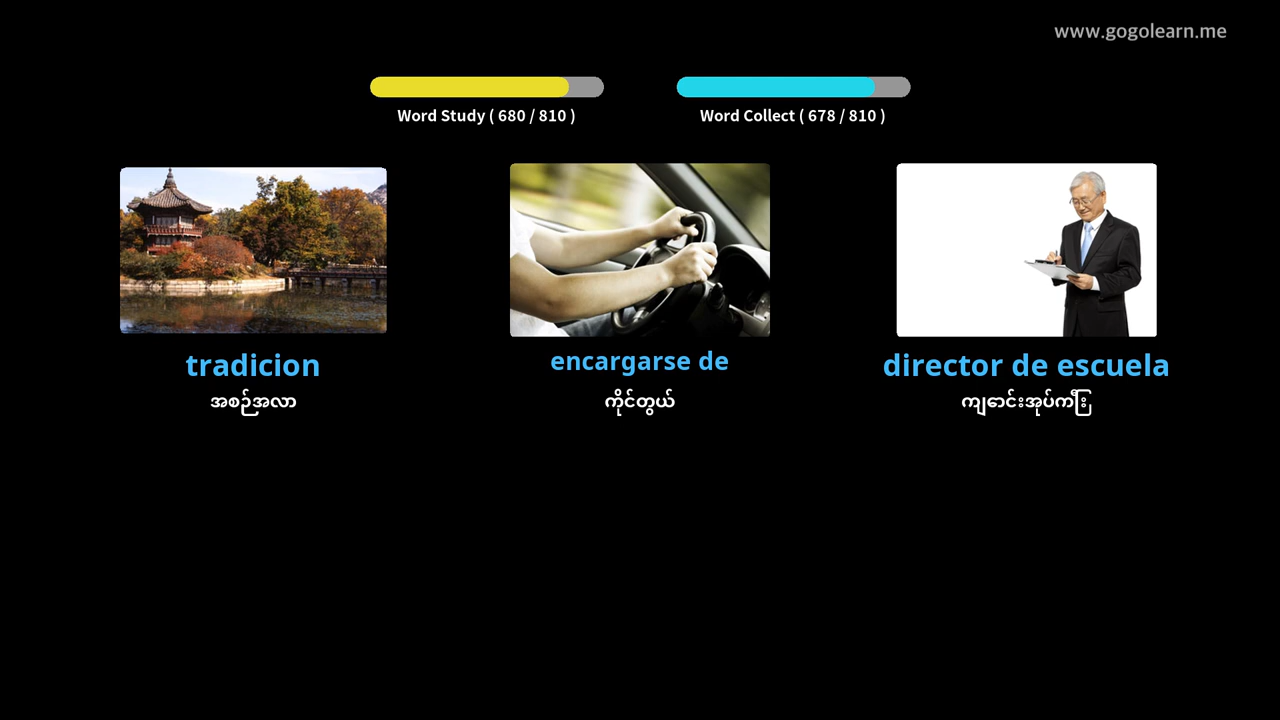 www.gogolearn.me
Word Study ( 680 / 810 )
Word Collect ( 678 / 810 )
tradicion
encargarse de
director de escuela
အစဉ်အလာ
ကိုင်တွယ်
ကျောင်းအုပ်ကြီး